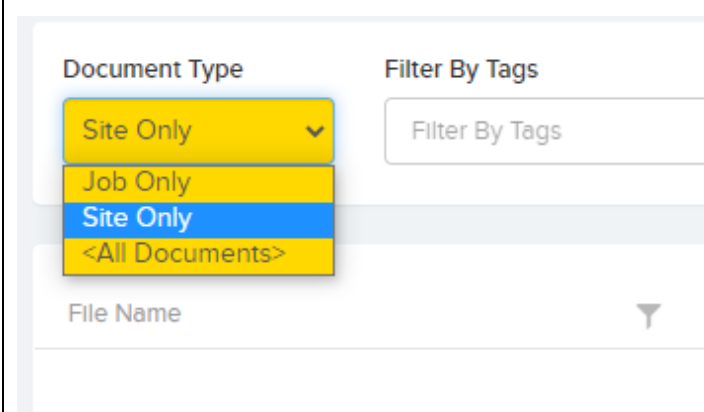 Document Type
Filter By Tags
Site Only
Filter By Tags
Job Only
Site Only
<All Documents>
File Name